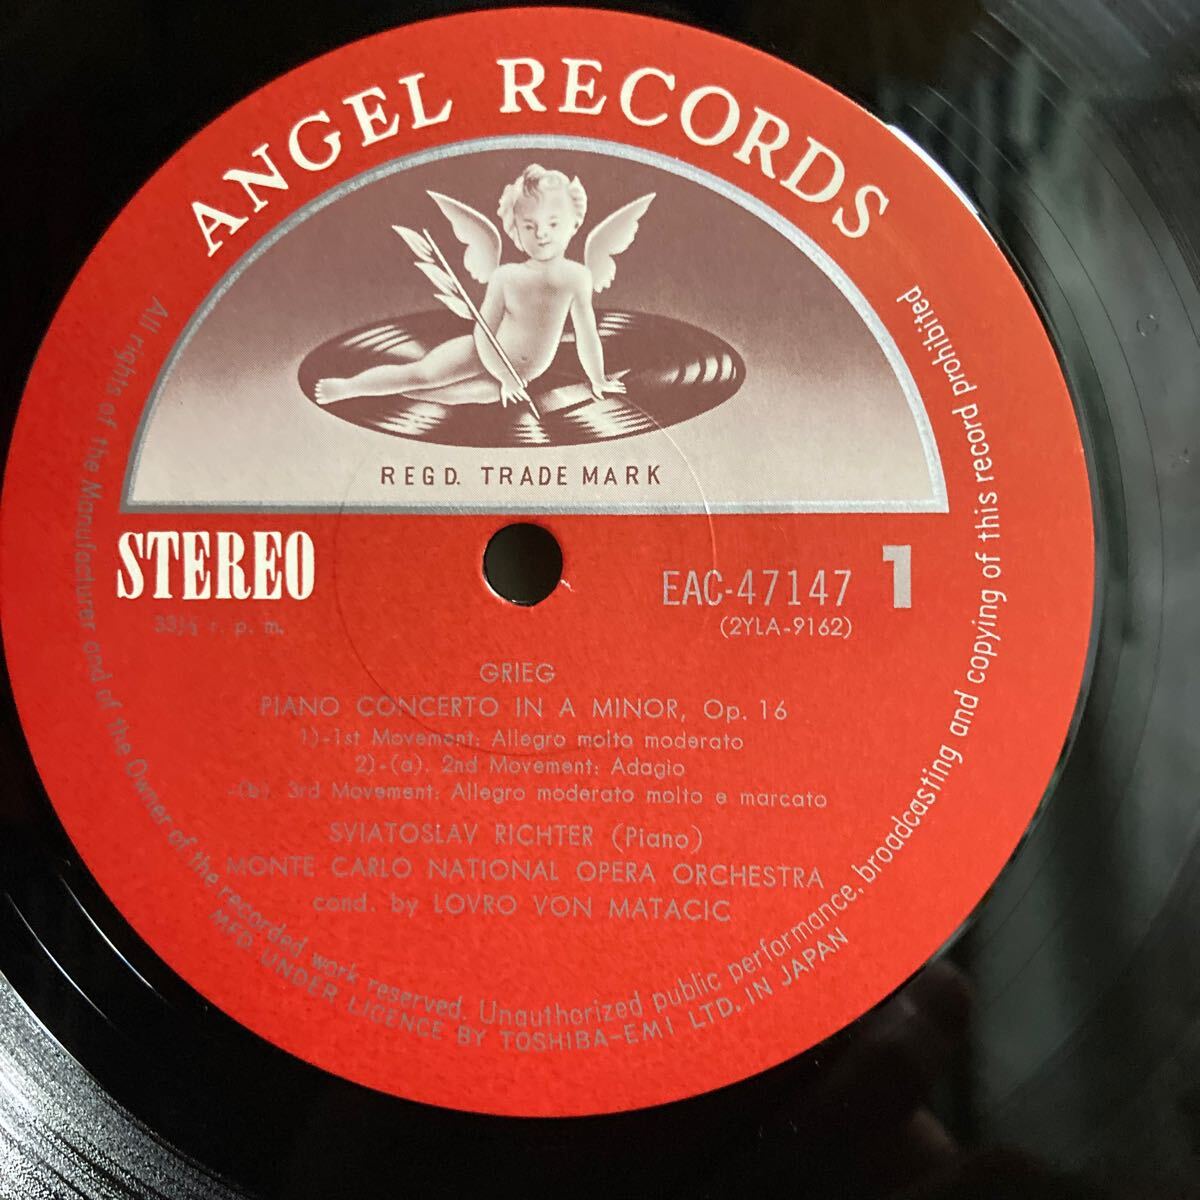 ANGEL RECORDS
REGD. TRADE MARK
STEREO
33⅓ r. p. m.
EAC-47147 1
(2YLA-9162)
GRIEG
PIANO CONCERTO IN A MINOR, Op. 16
1)-1st Movement: Allegro molto moderato
2)-(a). 2nd Movement: Adagio
-(b). 3rd Movement: Allegro moderato molto e marcato
SVIATOSLAV RICHTER (Piano)
MONTE CARLO NATIONAL OPERA ORCHESTRA
cond. by LOVRO VON MATACIC
All rights of the Manufacturer and of the Owner of the recorded work reserved. Unauthorized public performance, broadcasting and copying of this record prohibited
MFD. UNDER LICENCE BY TOSHIBA-EMI LTD. IN JAPAN